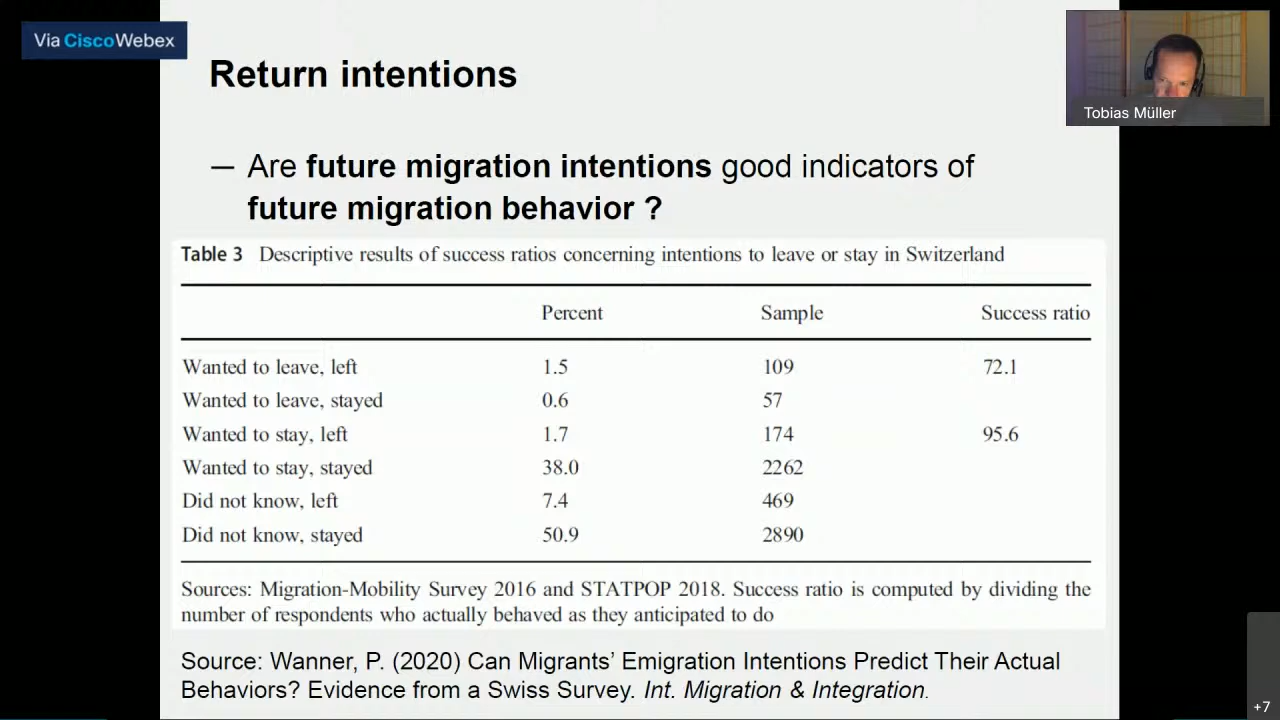 Via CiscoWebex
Return intentions
Tobias Müller
— Are future migration intentions good indicators of
future migration behavior ?
Table 3 Descriptive results of success ratios concerning intentions to leave or stay in Switzerland
Percent Sample Success ratio
Wanted to leave, left 1.5 109 72.1
Wanted to leave, stayed 0.6 57
Wanted to stay, left 1.7 174 95.6
Wanted to stay, stayed 38.0 2262
Did not know, left 7.4 469
Did not know, stayed 50.9 2890
Sources: Migration-Mobility Survey 2016 and STATPOP 2018. Success ratio is computed by dividing the
number of respondents who actually behaved as they anticipated to do
Source: Wanner, P. (2020) Can Migrants’ Emigration Intentions Predict Their Actual
Behaviors? Evidence from a Swiss Survey. Int. Migration & Integration.
+7